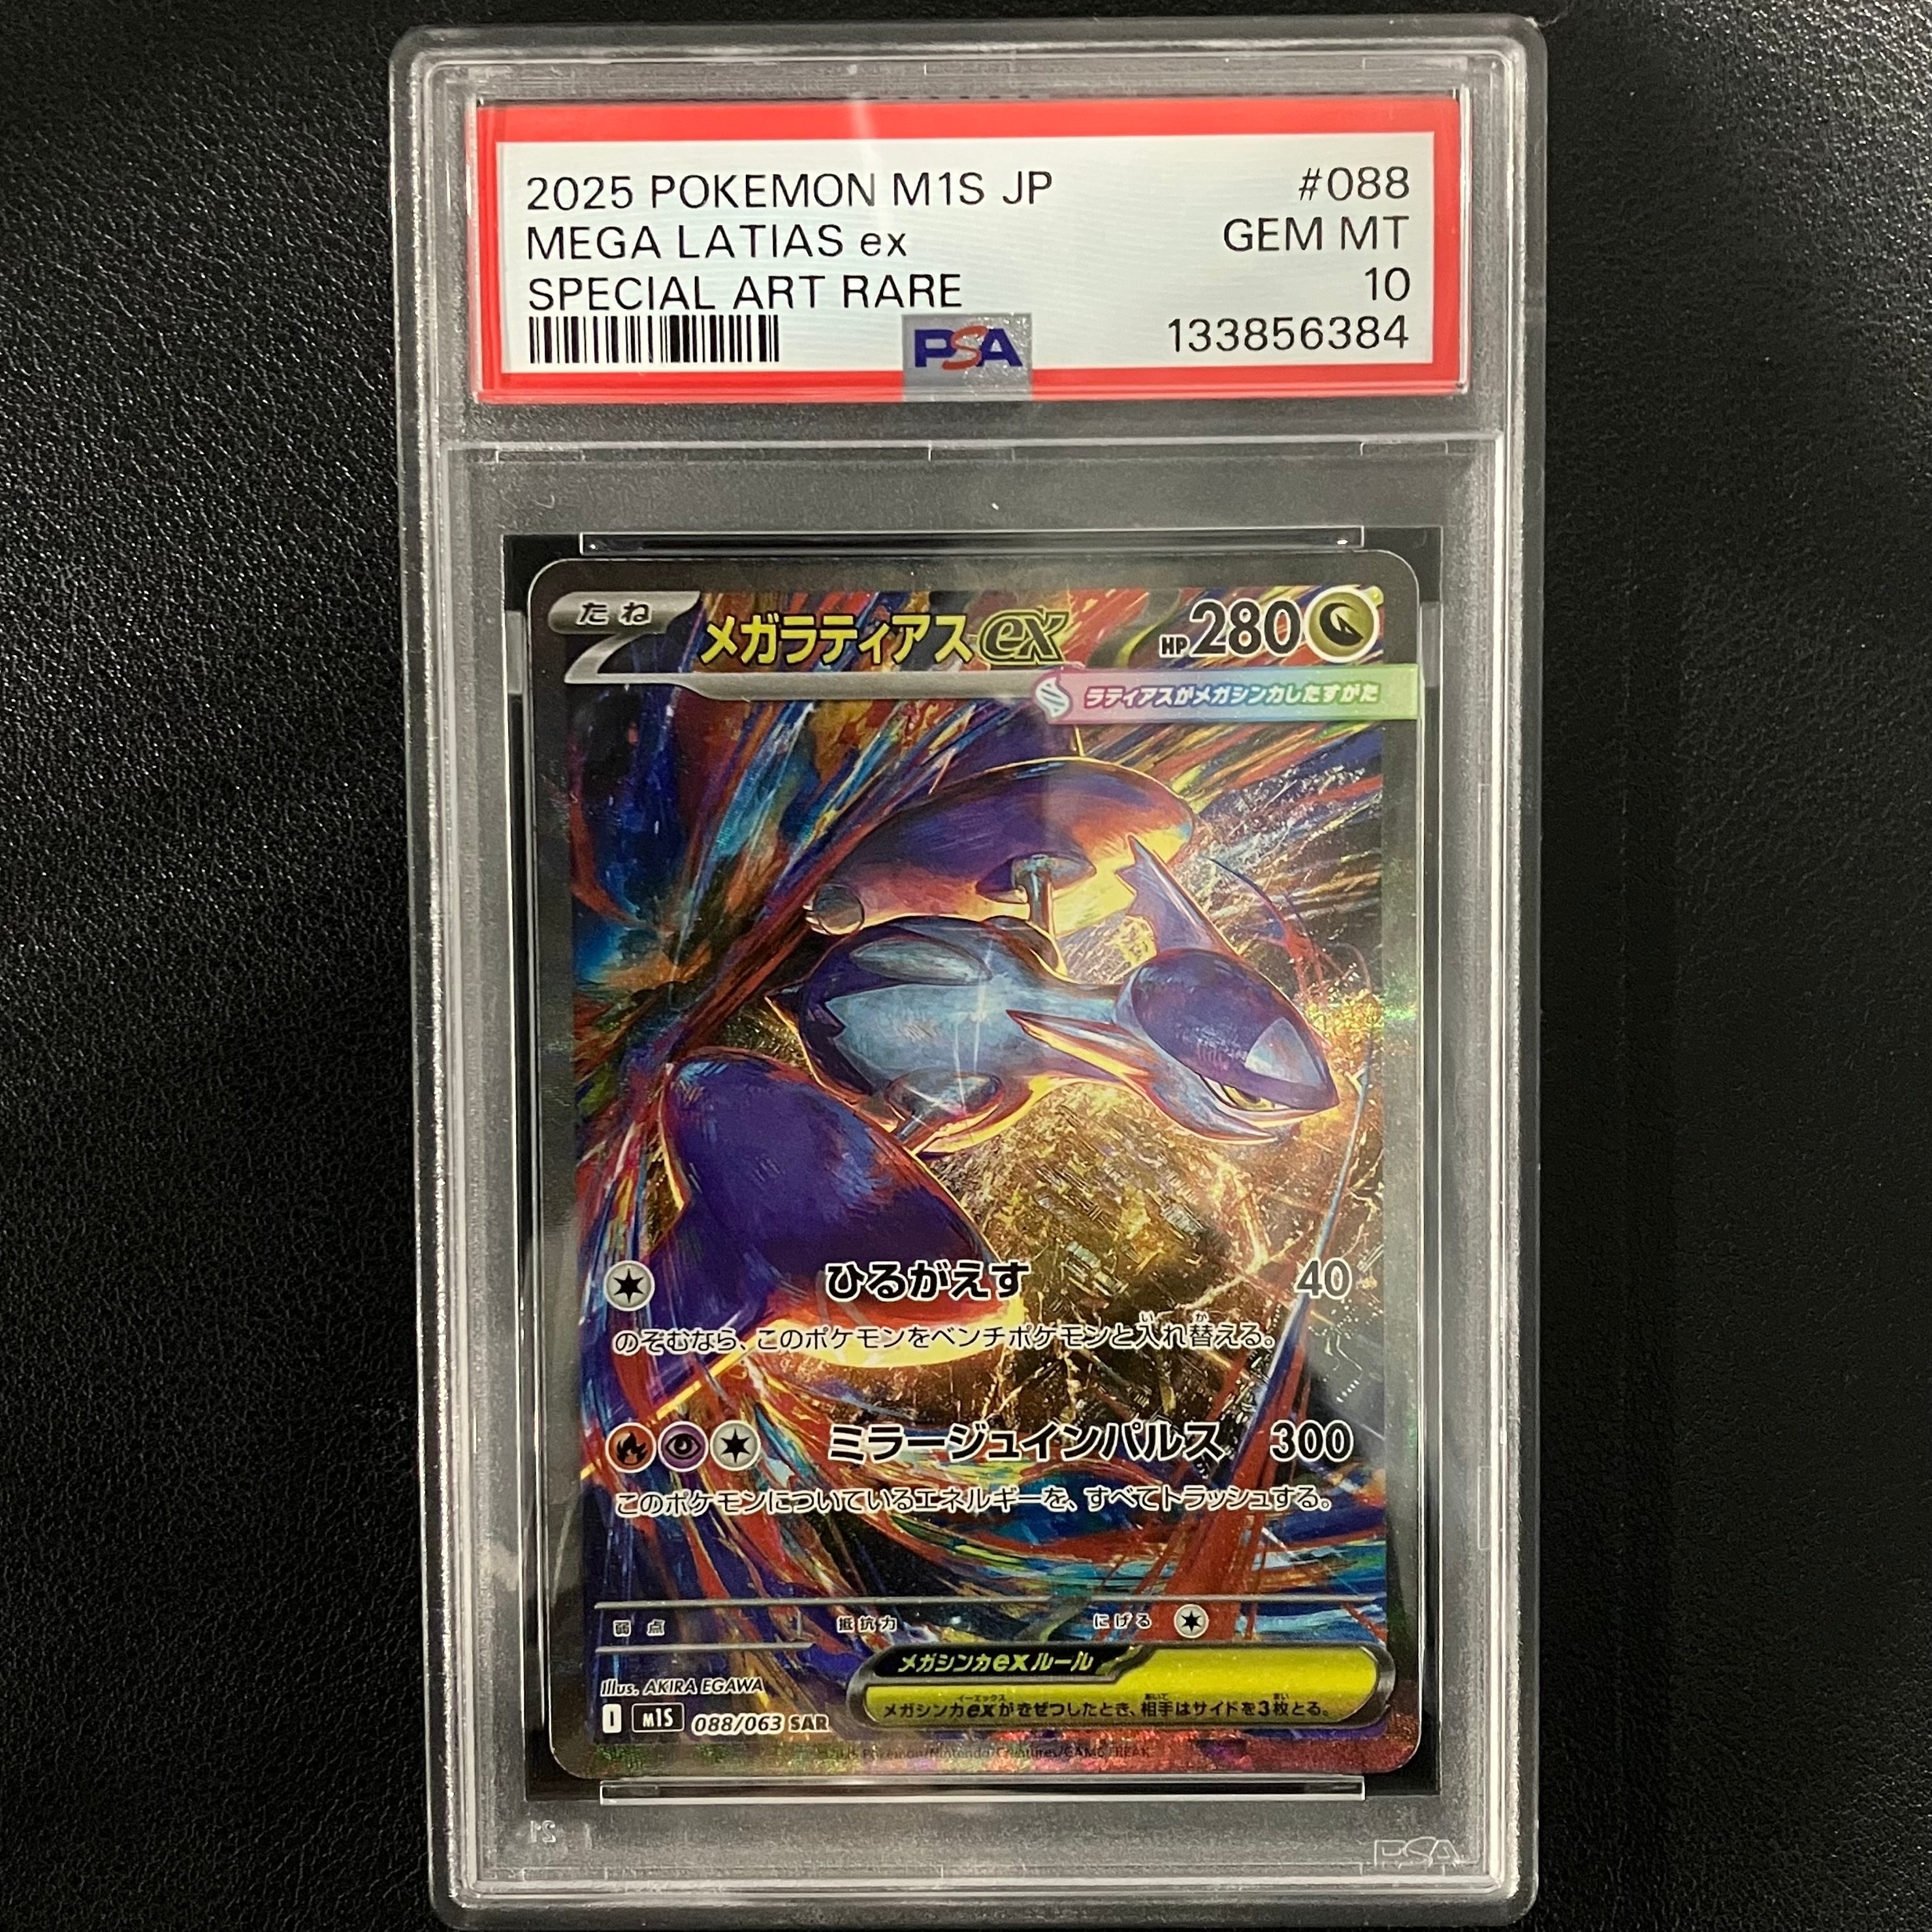 2025 POKEMON M1S JP #088
MEGA LATIAS ex GEM MT
SPECIAL ART RARE 10
PSA 133856384
たね メガラティアスex HP280
ラティアスがメガシンカしたすがた
ひるがえす 40
のぞむなら、このポケモンをベンチポケモンと入れ替える。
ミラージュインパルス 300
このポケモンについているエネルギーを、すべてトラッシュする。
弱点 抵抗力 にげる
メガシンカexルール
Illus. AKIRA EGAWA
メガシンカexがきぜつしたとき、相手はサイドを3枚とる。
I M1S 088/063 SAR
©2025 Pokémon/Nintendo/Creatures/GAME FREAK
PSA